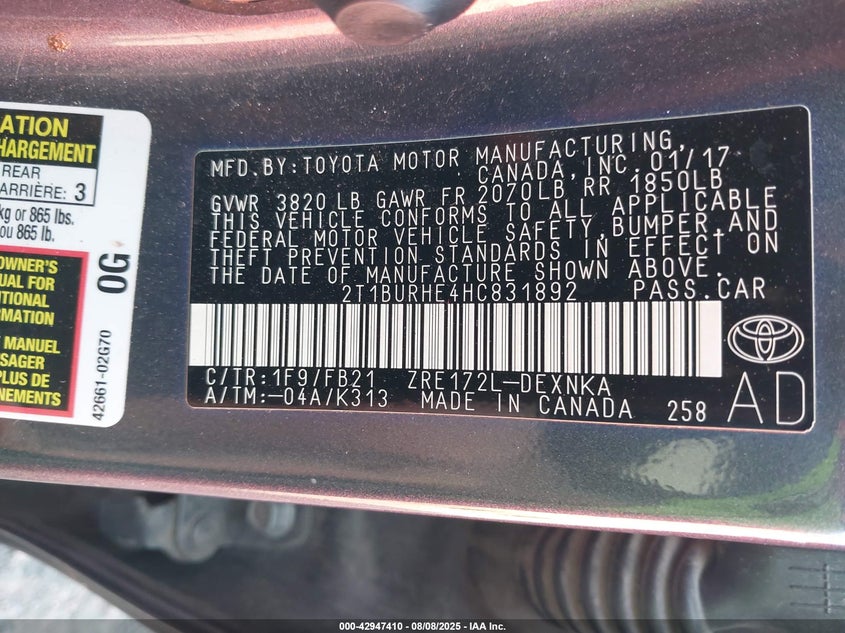 ATION
HARGEMENT
REAR
ARRIÈRE: 3
kg or 865 lbs.
ou 865 lb.
OWNER'S
UAL FOR
ITIONAL
RMATION
MANUEL
SAGER
PLUS
NEMENTS
0G
42661-02G70
MFD.BY:TOYOTA MOTOR MANUFACTURING,
CANADA,INC. 01/17
GVWR 3820 LB GAWR FR 2070LB RR 1850LB
THIS VEHICLE CONFORMS TO ALL APPLICABLE
FEDERAL MOTOR VEHICLE SAFETY,BUMPER,AND
THEFT PREVENTION STANDARDS IN EFFECT ON
THE DATE OF MANUFACTURE SHOWN ABOVE.
2T1BURHE4HC831892 PASS.CAR
C/TR:1F9/FB21 ZRE172L-DEXNKA
A/TM:-04A/K313 MADE IN CANADA 258
AD
000-42947410 - 08/08/2025 - IAA Inc.